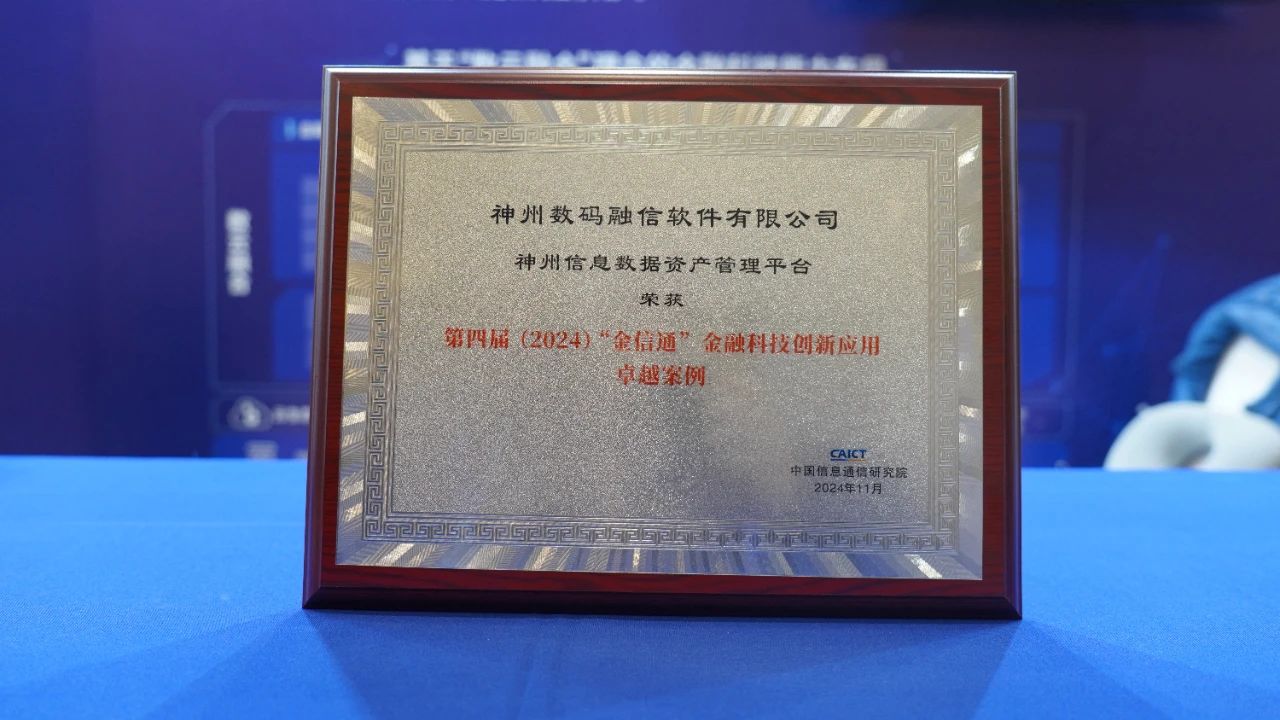 神州数码融信软件有限公司
神州信息数据资产管理平台
荣获
第四届（2024）“金信通”金融科技创新应用
卓越案例
CAICT
中国信息通信研究院
2024年11月